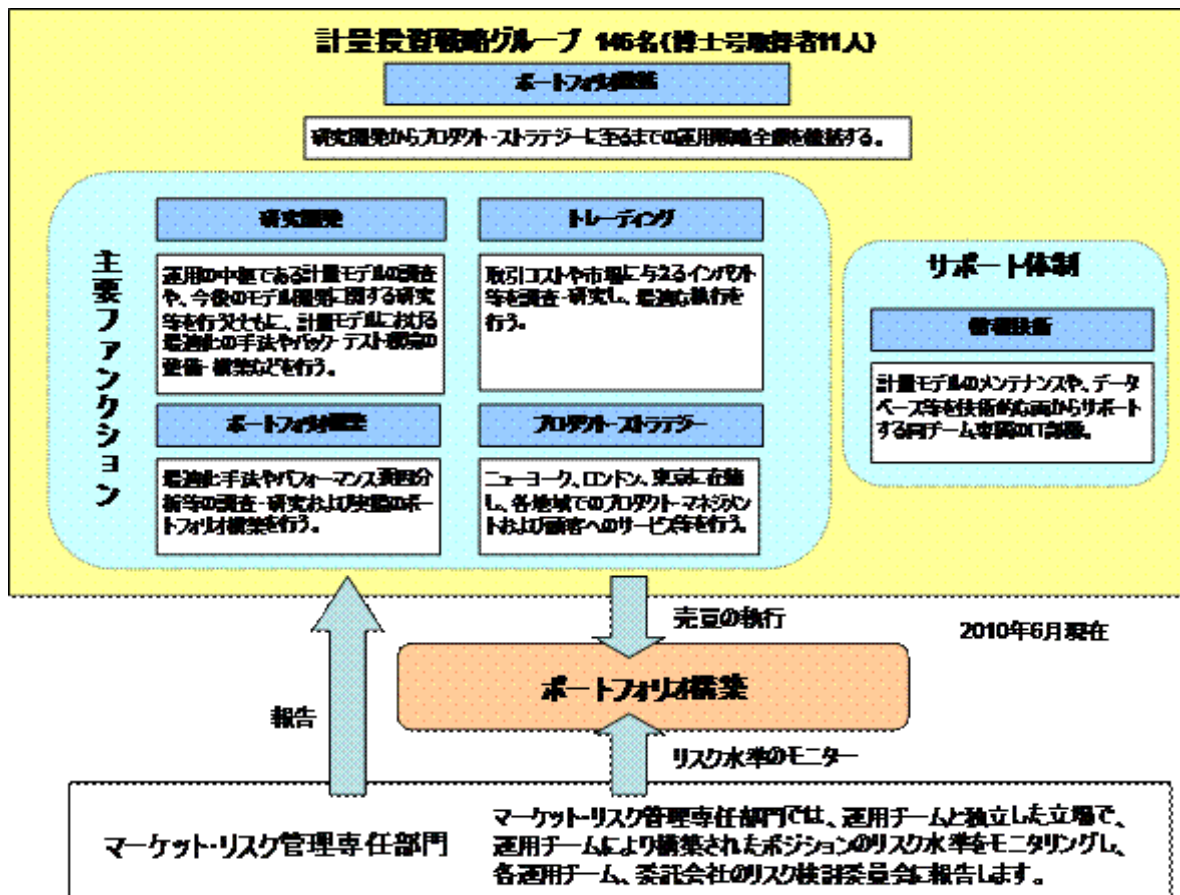 計量投資戦略グループ 146名(博士号取得者11人)
ポートフォリオ構築
研究開発からプロダクト・ストラテジーに至るまでの運用戦略全般を統括する。
主要ファンクション
研究開発
運用の中枢である計量モデルの調査
や、今後のモデル開発に関する研究
等を行うともに、計量モデルにおける
最適化の手法やバック・テスト環境の
整備・構築などを行う。
トレーディング
取引コストや市場に与えるインパクト
等を調査・研究し、最適な執行を
行う。
ポートフォリオ構築
最適化手法やパフォーマンス要因分
析等の調査・研究および実際のポー
トフォリオ構築を行う。
プロダクト・ストラテジー
ニューヨーク、ロンドン、東京に在籍
し、各地域でのプロダクト・マネジメン
トおよび顧客へのサービス等を行う。
サポート体制
情報技術
計量モデルのメンテナンスや、データ
ベース等を技術的な面からサポート
する同チーム専属のIT部隊。
売買の執行
2010年6月現在
ポートフォリオ構築
報告
リスク水準のモニター
マーケット・リスク管理専任部門
マーケット・リスク管理専任部門では、運用チームと独立した立場で、
運用チームにより構築されたポジションのリスク水準をモニタリングし、
各運用チーム、委託会社のリスク検討委員会に報告します。